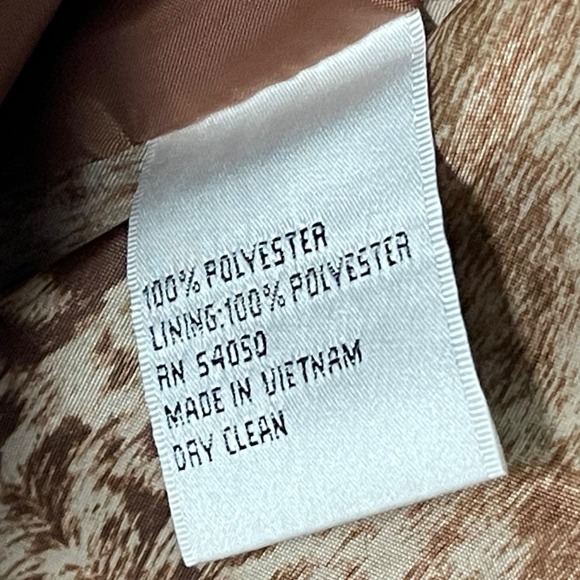 100% POLYESTER
LINING:100% POLYESTER
RN 54050
MADE IN VIETNAM
DRY CLEAN